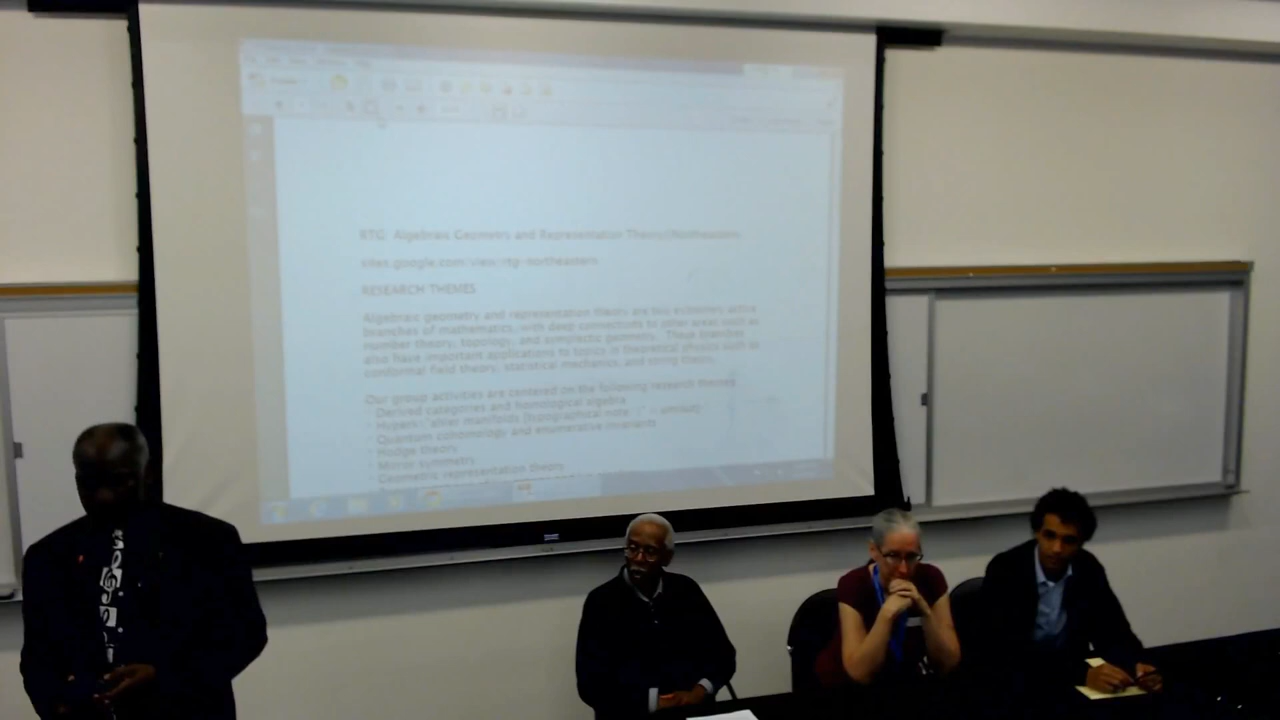 RTG: Algebraic Geometry and Representation Theory@Northeastern
sites.google.com/view/rtg-northeastern
RESEARCH THEMES
Algebraic geometry and representation theory are two extremely active
branches of mathematics, with deep connections to other areas such as
number theory, topology, and symplectic geometry. These branches
also have important applications to topics in theoretical physics such as
conformal field theory, statistical mechanics, and string theory.
Our group activities are centered on the following research themes:
Derived categories and homological algebra
manifolds (typographical note
Quantum cohomology and enumerative invariants
Hodge theory
Mirror symmetry
Geometric representation theory